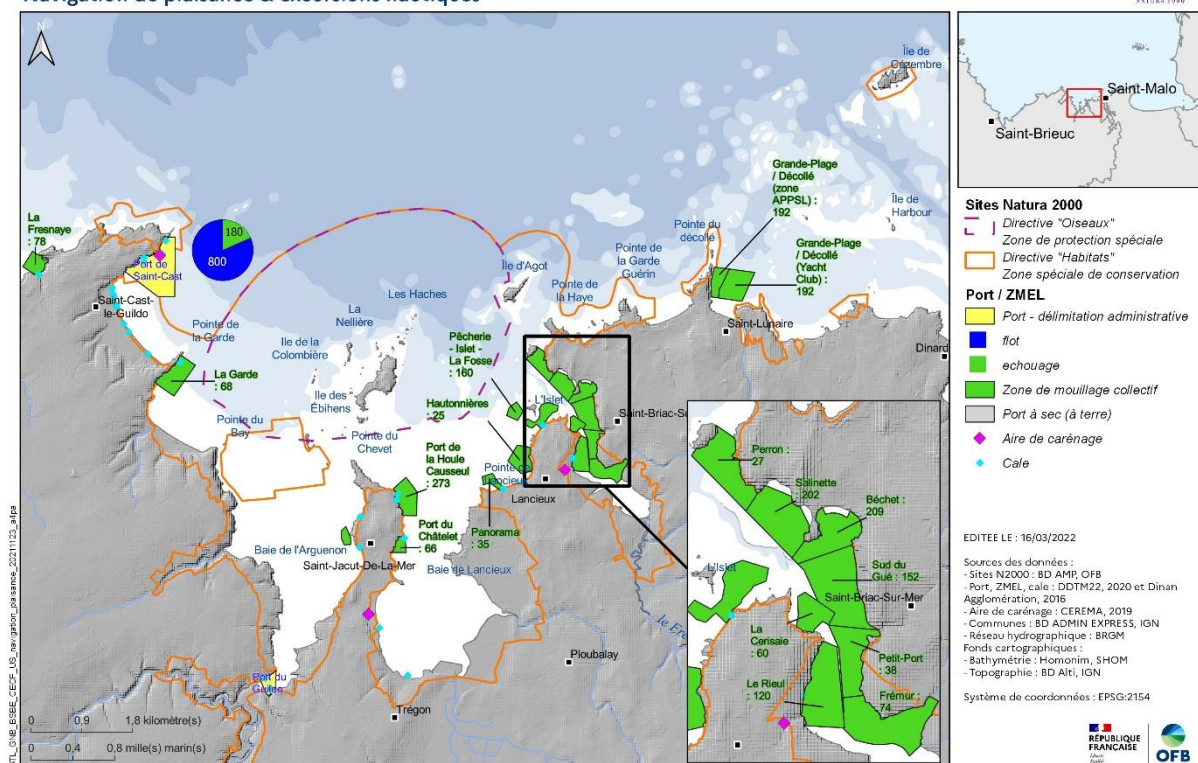 Navigation de plaisance & excursions nautiques
NATURA 2000
Île de
Cézembre
Saint-Malo
Saint-Brieuc
Grande-Plage
/ Décollé
(zone
APPSL) :
192
Île de
Harbour
La
Fresnaye
: 78
180
800
Port de
Saint-Cast
Pointe du
décollé
Pointe de
la Garde
Guérin
Grande-Plage
/ Décollé
(Yacht
Club) :
192
Île d'Agot
Pointe de
la Haye
Les Haches
La
Nellière
Saint-Cast-
le-Guildo
Pointe de
la Garde
Ile de la
Colombière
Pêcherie
- Islet -
La Fosse
: 160
Saint-Lunaire
Dinard
La Garde
: 68
Ile des
Ébihens
Hautonnières
: 25
L'Islet
Saint-Briac-Su
Pointe du
Bay
Pointe du
Chevet
Port de
la Houle
Causseul
: 273
Pointe de
Lancieux
Lancieux
Port du
Châtelet
: 66
Panorama
: 35
Baie de l'Arguenon
Saint-Jacut-De-La-Mer
Baie de Lancieux
Ploubalay
Port du
Guildo
Trégon
0 0,9 1,8 kilomètre(s)
0 0,4 0,8 mille(s) marin(s)
Perron :
27
Salinette
: 202
Béchet :
209
Sud du
Gué : 152
L'Islet
Saint-Briac-Sur-Mer
La
Cerisaie
: 60
Petit-Port
: 38
Le Rieul
: 120
Frémur :
74
Sites Natura 2000
Directive "Oiseaux"
Zone de protection spéciale
Directive "Habitats"
Zone spéciale de conservation
Port / ZMEL
Port - délimitation administrative
flot
echouage
Zone de mouillage collectif
Port à sec (à terre)
Aire de carénage
Cale
EDITEE LE : 16/03/2022
Sources des données :
- Sites N2000 : BD AMP, OFB
- Port, ZMEL, cale : DDTM22, 2020 et Dinan
Agglomération, 2016
- Aire de carénage : CEREMA, 2019
- Communes : BD ADMIN EXPRESS, IGN
- Réseau hydrographique : BRGM
Fonds cartographiques :
- Bathymétrie : Homonim, SHOM
- Topographie : BD Alti, IGN
Système de coordonnées : EPSG:2154
RÉPUBLIQUE
FRANÇAISE
OFB